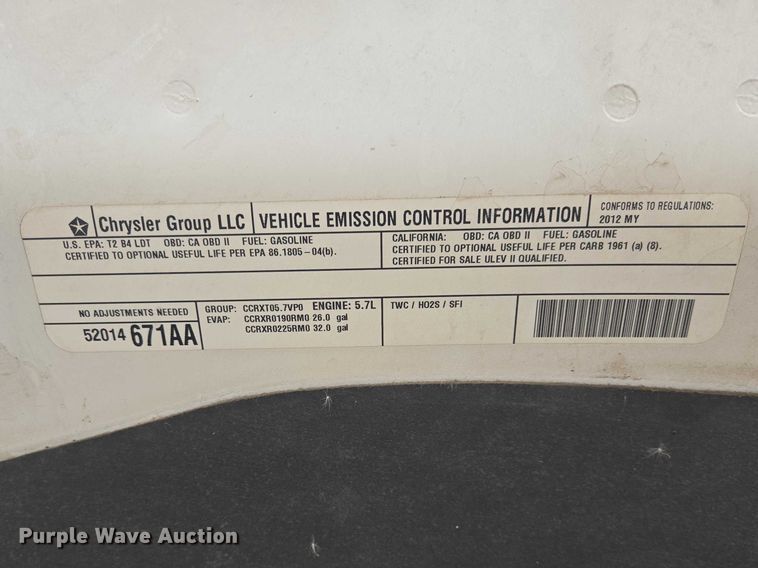 Chrysler Group LLC
VEHICLE EMISSION CONTROL INFORMATION
CONFORMS TO REGULATIONS:
2012 MY
U.S. EPA: T2 B4 LDT OBD: CA OBD II FUEL: GASOLINE
CERTIFIED TO OPTIONAL USEFUL LIFE PER EPA 86.1805-04(b).
CALIFORNIA: OBD: CA OBD II FUEL: GASOLINE
CERTIFIED TO OPTIONAL USEFUL LIFE PER CARB 1961 (a) (8).
CERTIFIED FOR SALE ULEV II QUALIFIED.
NO ADJUSTMENTS NEEDED
52014 671AA
GROUP: CCRXT05.7VP0 ENGINE: 5.7L
EVAP: CCRXR0190RM0 26.0 gal
CCRXR0225RM0 32.0 gal
TWC / HO2S / SFI
Purple Wave Auction